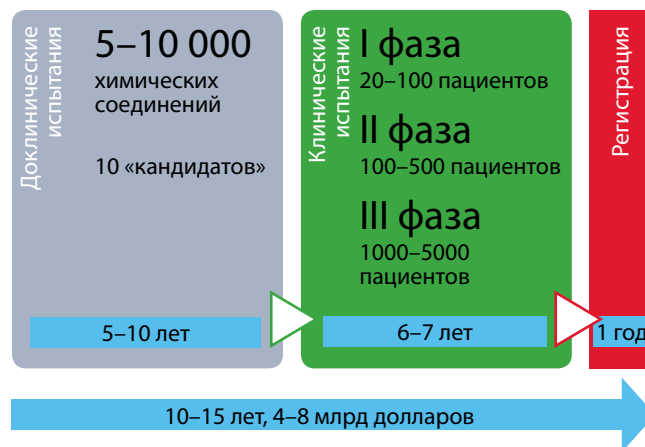 Доклинические
испытания
5–10 000
химических
соединений
10 «кандидатов»
5–10 лет
Клинические
испытания
I фаза
20–100 пациентов
II фаза
100–500 пациентов
III фаза
1000–5000
пациентов
6–7 лет
Регистрация
1 год
10–15 лет, 4–8 млрд долларов